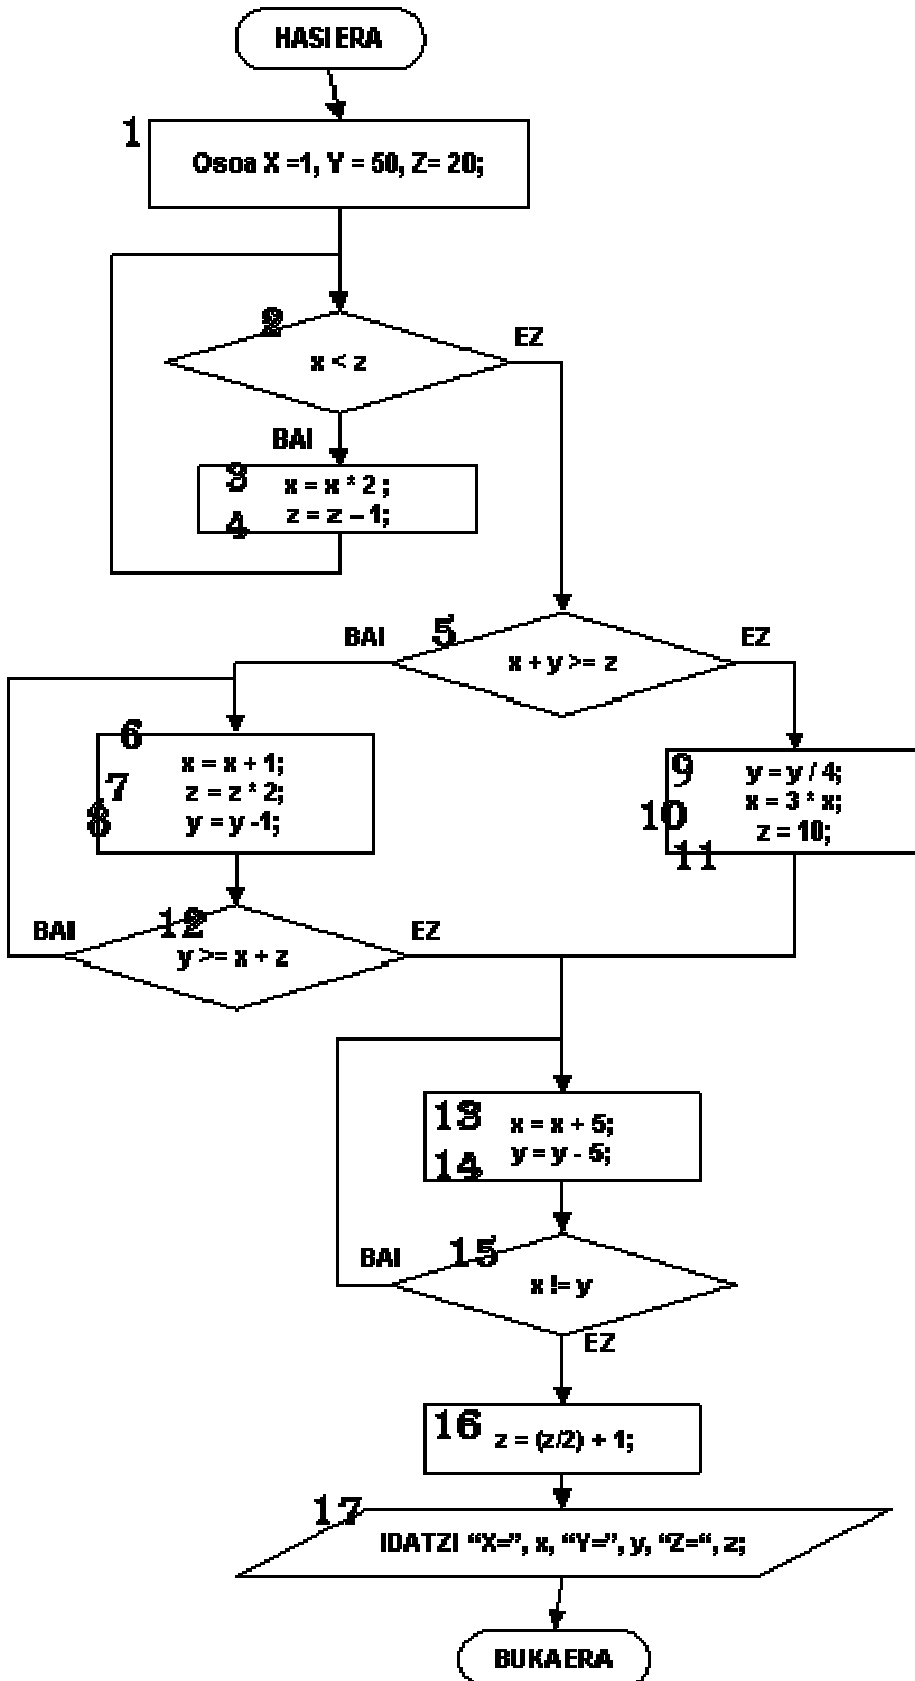 HASIERA
1
Osoa X =1, Y = 50, Z= 20;
2
EZ
x < z
BAI
3
x = x * 2 ;
4
z = z – 1;
5
BAI
EZ
x + y >= z
6
x = x + 1;
7
z = z * 2;
8
y = y -1;
9
y = y / 4;
10
x = 3 * x;
11
z = 10;
12
BAI
EZ
y >= x + z
13
x = x + 5;
14
y = y - 5;
15
BAI
x != y
EZ
16
z = (z/2) + 1;
17
IDATZI “X=”, x, “Y=”, y, “Z=“, z;
BUKAERA